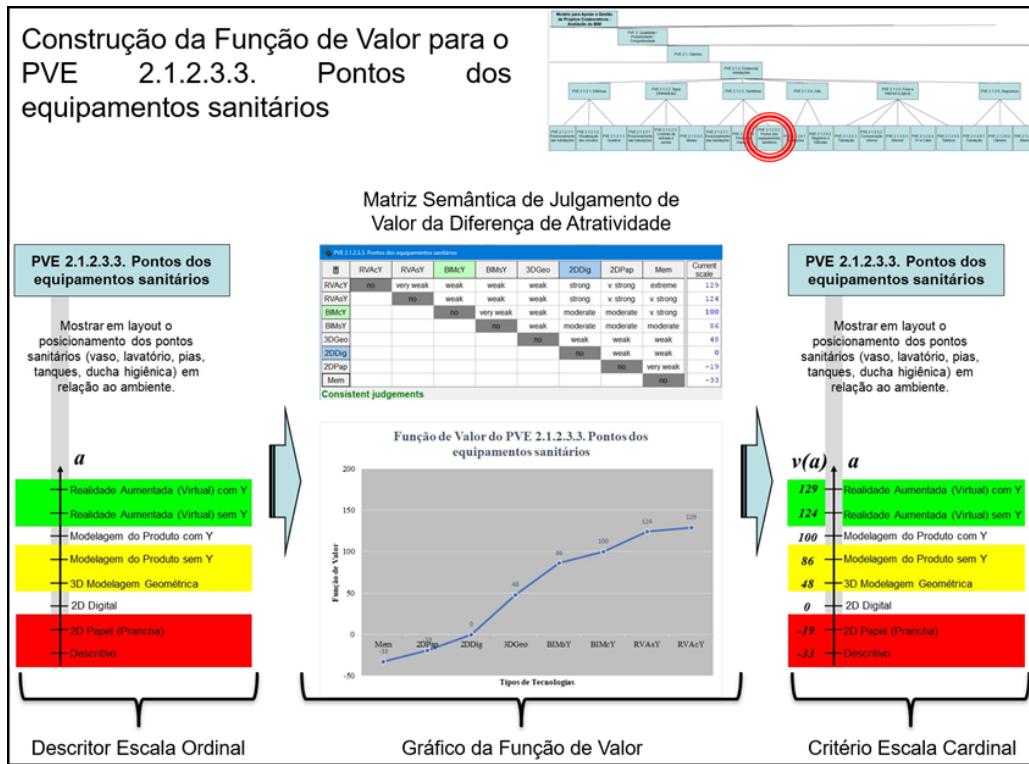 Construção da Função de Valor para o
PVE 2.1.2.3.3. Pontos dos
equipamentos sanitários
Modelo para Apoiar a Gestão
de Projetos Colaborativos -
Avaliação do BIM
Matriz Semântica de Julgamento de
Valor da Diferença de Atratividade
PVE 2.1.2.3.3. Pontos dos
equipamentos sanitários
Mostrar em layout o
posicionamento dos pontos
sanitários (vaso, lavatório, pias,
tanques, ducha higiênica) em
relação ao ambiente.
a
Realidade Aumentada (Virtual) com Y
Realidade Aumentada (Virtual) sem Y
Modelagem do Produto com Y
Modelagem do Produto sem Y
3D Modelagem Geométrica
2D Digital
2D Papel (Prancha)
Descritivo
Descritor Escala Ordinal
PVE 2.1.2.3.3. Pontos dos equipamentos sanitários
RVAcY RVAsY BIMcY BIMsY 3DGeo 2DDig 2DPap Mem Current scale
RVAcY no very weak weak weak weak strong v. strong extreme 129
RVAsY no weak weak weak strong v. strong v. strong 124
BIMcY no very weak weak moderate moderate v. strong 100
BIMsY no weak moderate moderate moderate 86
3DGeo no weak weak weak 48
2DDig no weak weak 0
2DPap no very weak -19
Mem no -33
Consistent judgements
Função de Valor do PVE 2.1.2.3.3. Pontos dos
equipamentos sanitários
Função de Valor
200
150
100
50
0
-50
-33
-19
0
48
86
100
124
129
Mem 2DPap 2DDig 3DGeo BIMsY BIMcY RVAsY RVAcY
Tipos de Tecnologias
Gráfico da Função de Valor
PVE 2.1.2.3.3. Pontos dos
equipamentos sanitários
Mostrar em layout o
posicionamento dos pontos
sanitários (vaso, lavatório, pias,
tanques, ducha higiênica) em
relação ao ambiente.
v(a) a
129 Realidade Aumentada (Virtual) com Y
124 Realidade Aumentada (Virtual) sem Y
100 Modelagem do Produto com Y
86 Modelagem do Produto sem Y
48 3D Modelagem Geométrica
0 2D Digital
-19 2D Papel (Prancha)
-33 Descritivo
Critério Escala Cardinal